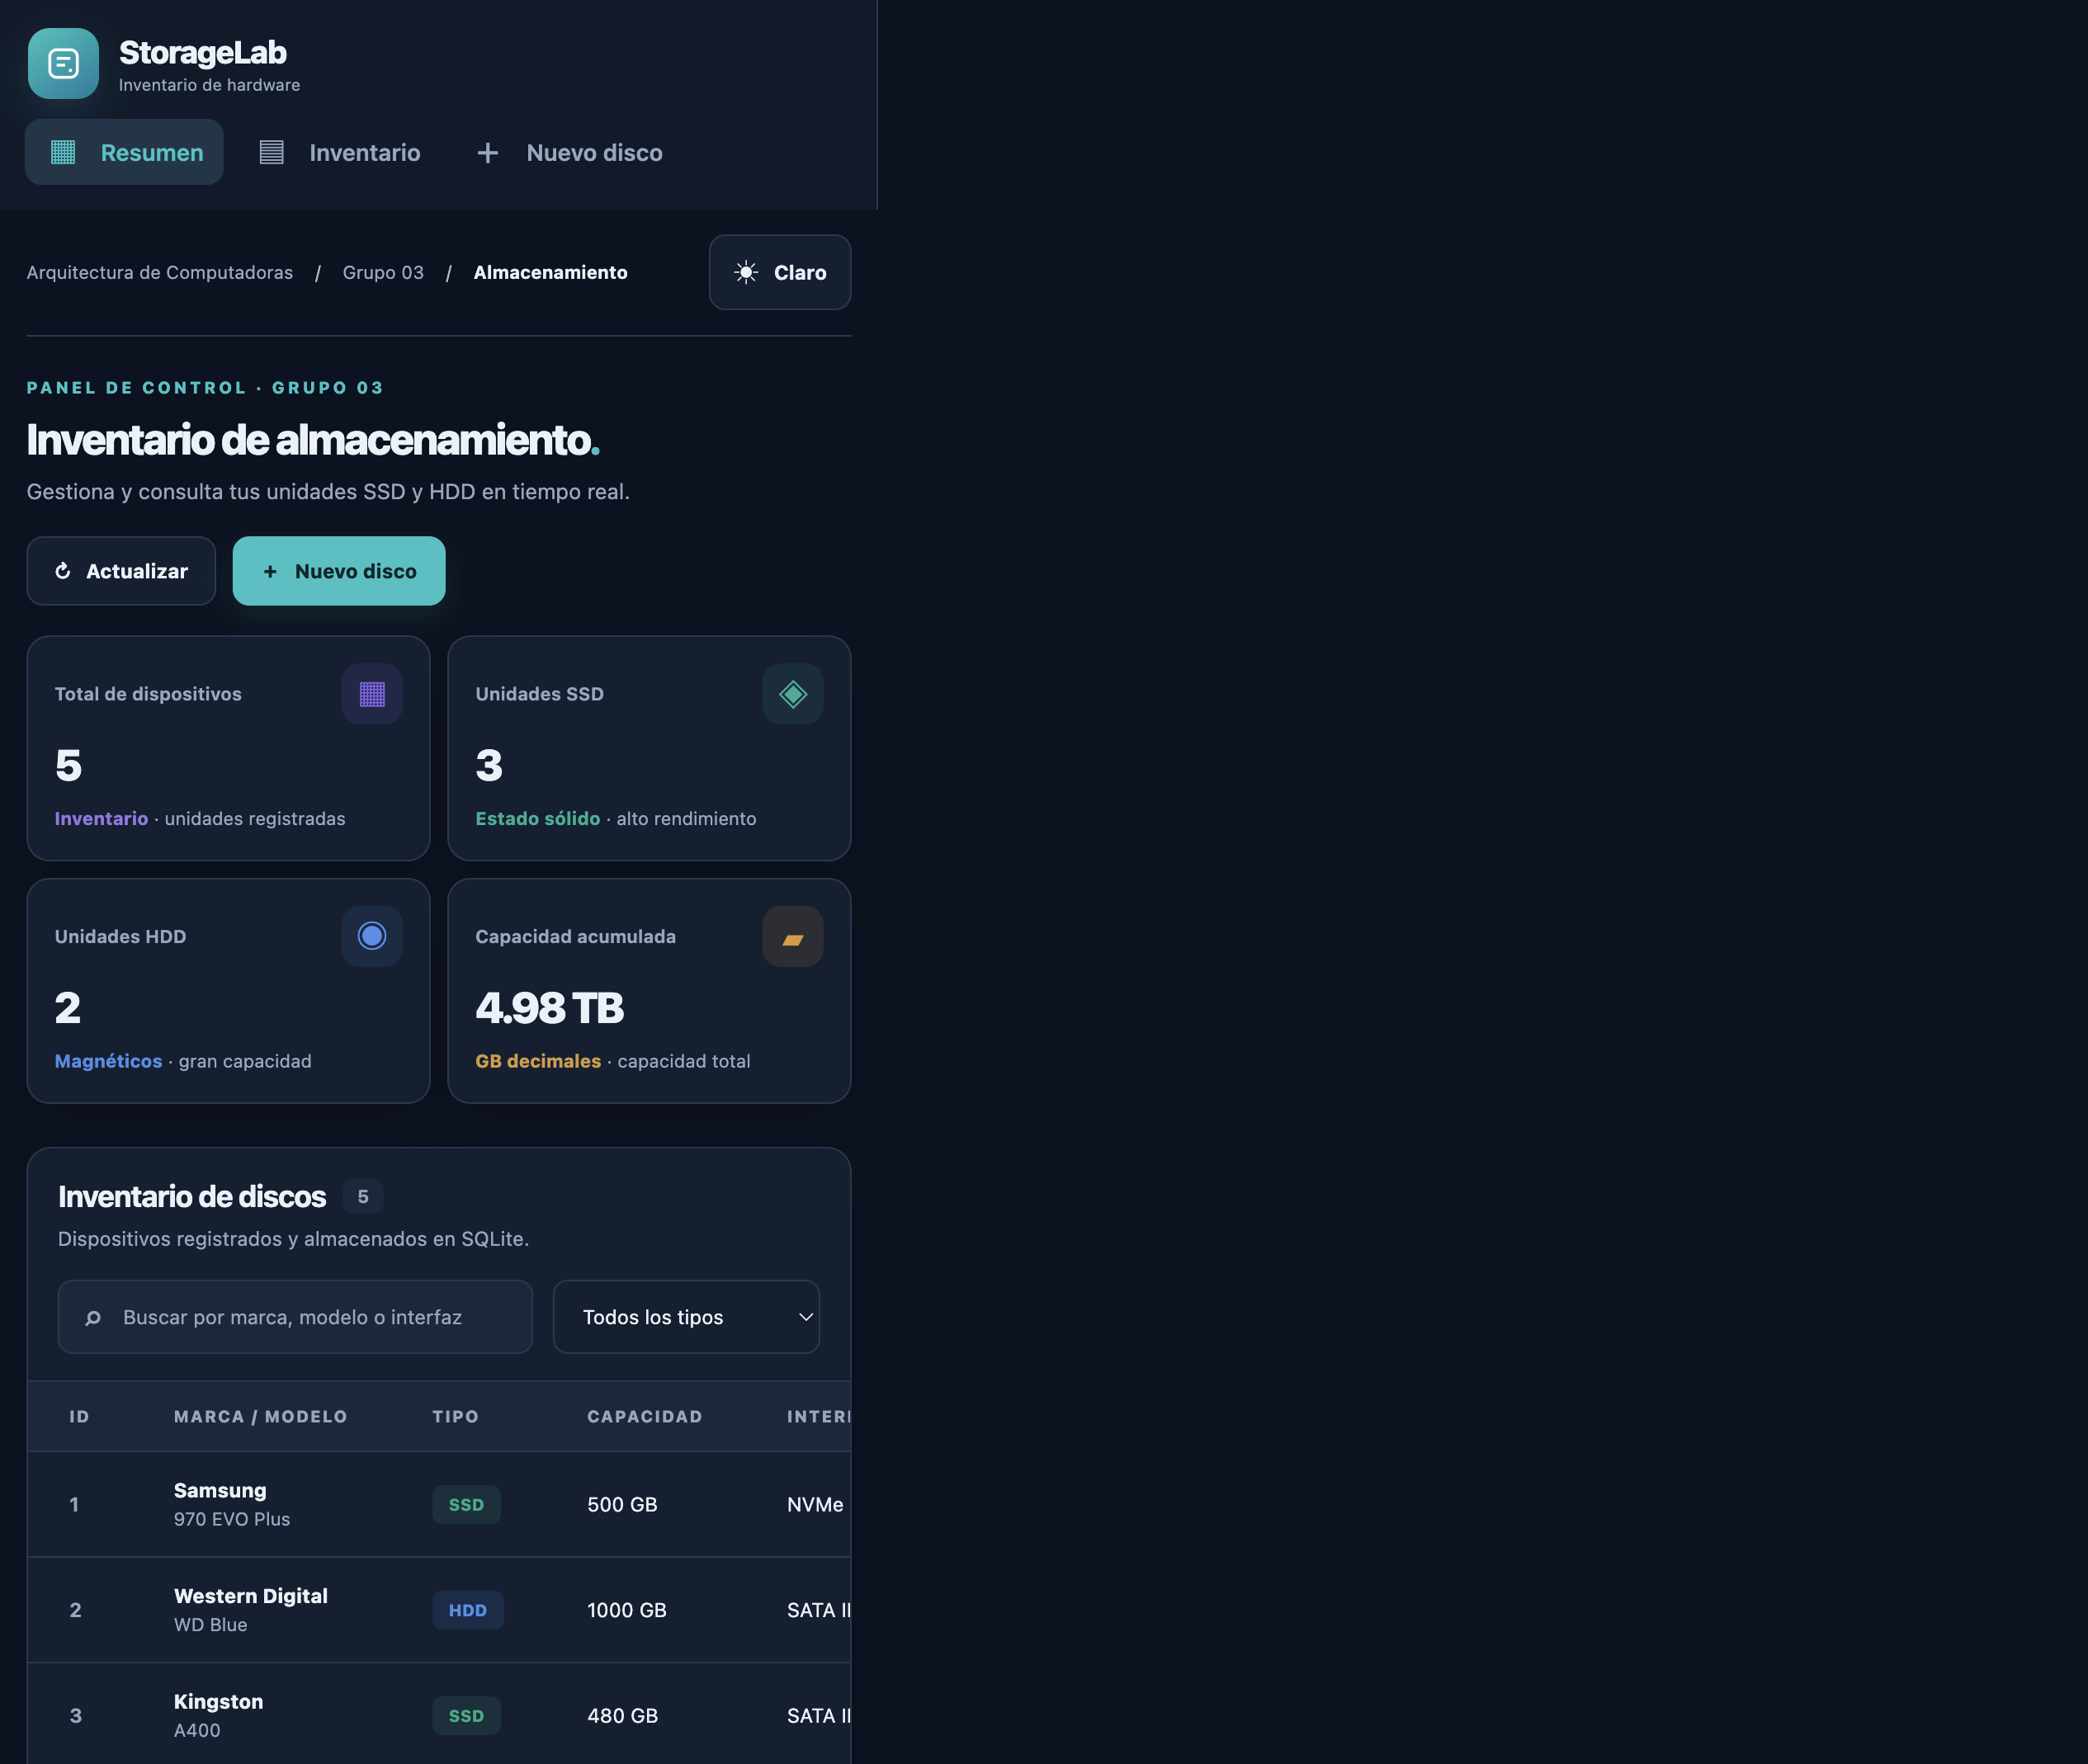 StorageLab
Inventario de hardware
Resumen
Inventario
+ Nuevo disco
Arquitectura de Computadoras / Grupo 03 / Almacenamiento
Claro
PANEL DE CONTROL · GRUPO 03
Inventario de almacenamiento.
Gestiona y consulta tus unidades SSD y HDD en tiempo real.
↻ Actualizar
+ Nuevo disco
Total de dispositivos
5
Inventario · unidades registradas
Unidades SSD
3
Estado sólido · alto rendimiento
Unidades HDD
2
Magnéticos · gran capacidad
Capacidad acumulada
4.98 TB
GB decimales · capacidad total
Inventario de discos 5
Dispositivos registrados y almacenados en SQLite.
Buscar por marca, modelo o interfaz
Todos los tipos
ID MARCA / MODELO TIPO CAPACIDAD
1 Samsung SSD 500 GB NVMe
970 EVO Plus
2 Western Digital HDD 1000 GB SATA
WD Blue
3 Kingston SSD 480 GB SATA
A400